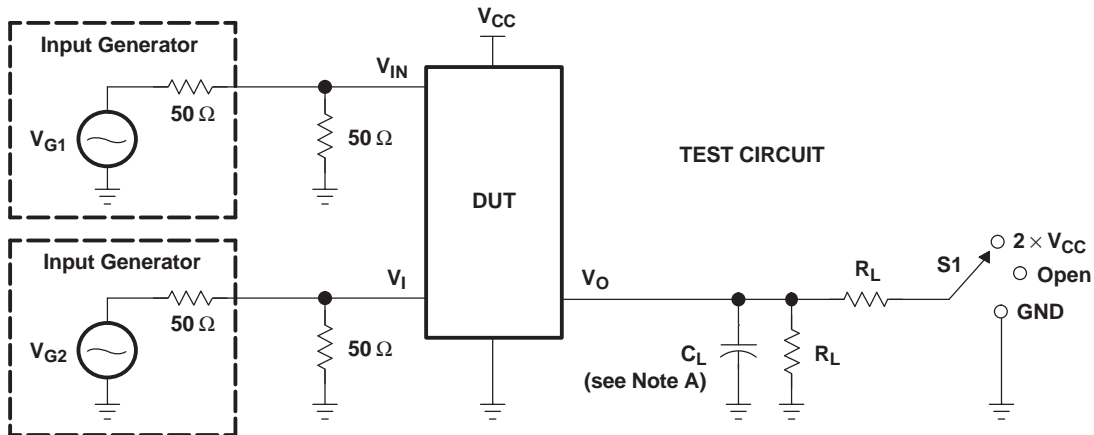 V_CC
Input Generator
V_IN
50 Ω
V_G1
50 Ω
TEST CIRCUIT
DUT
Input Generator
V_I
50 Ω
V_G2
50 Ω
V_O
R_L
S1
2 × V_CC
Open
GND
C_L
(see Note A)
R_L